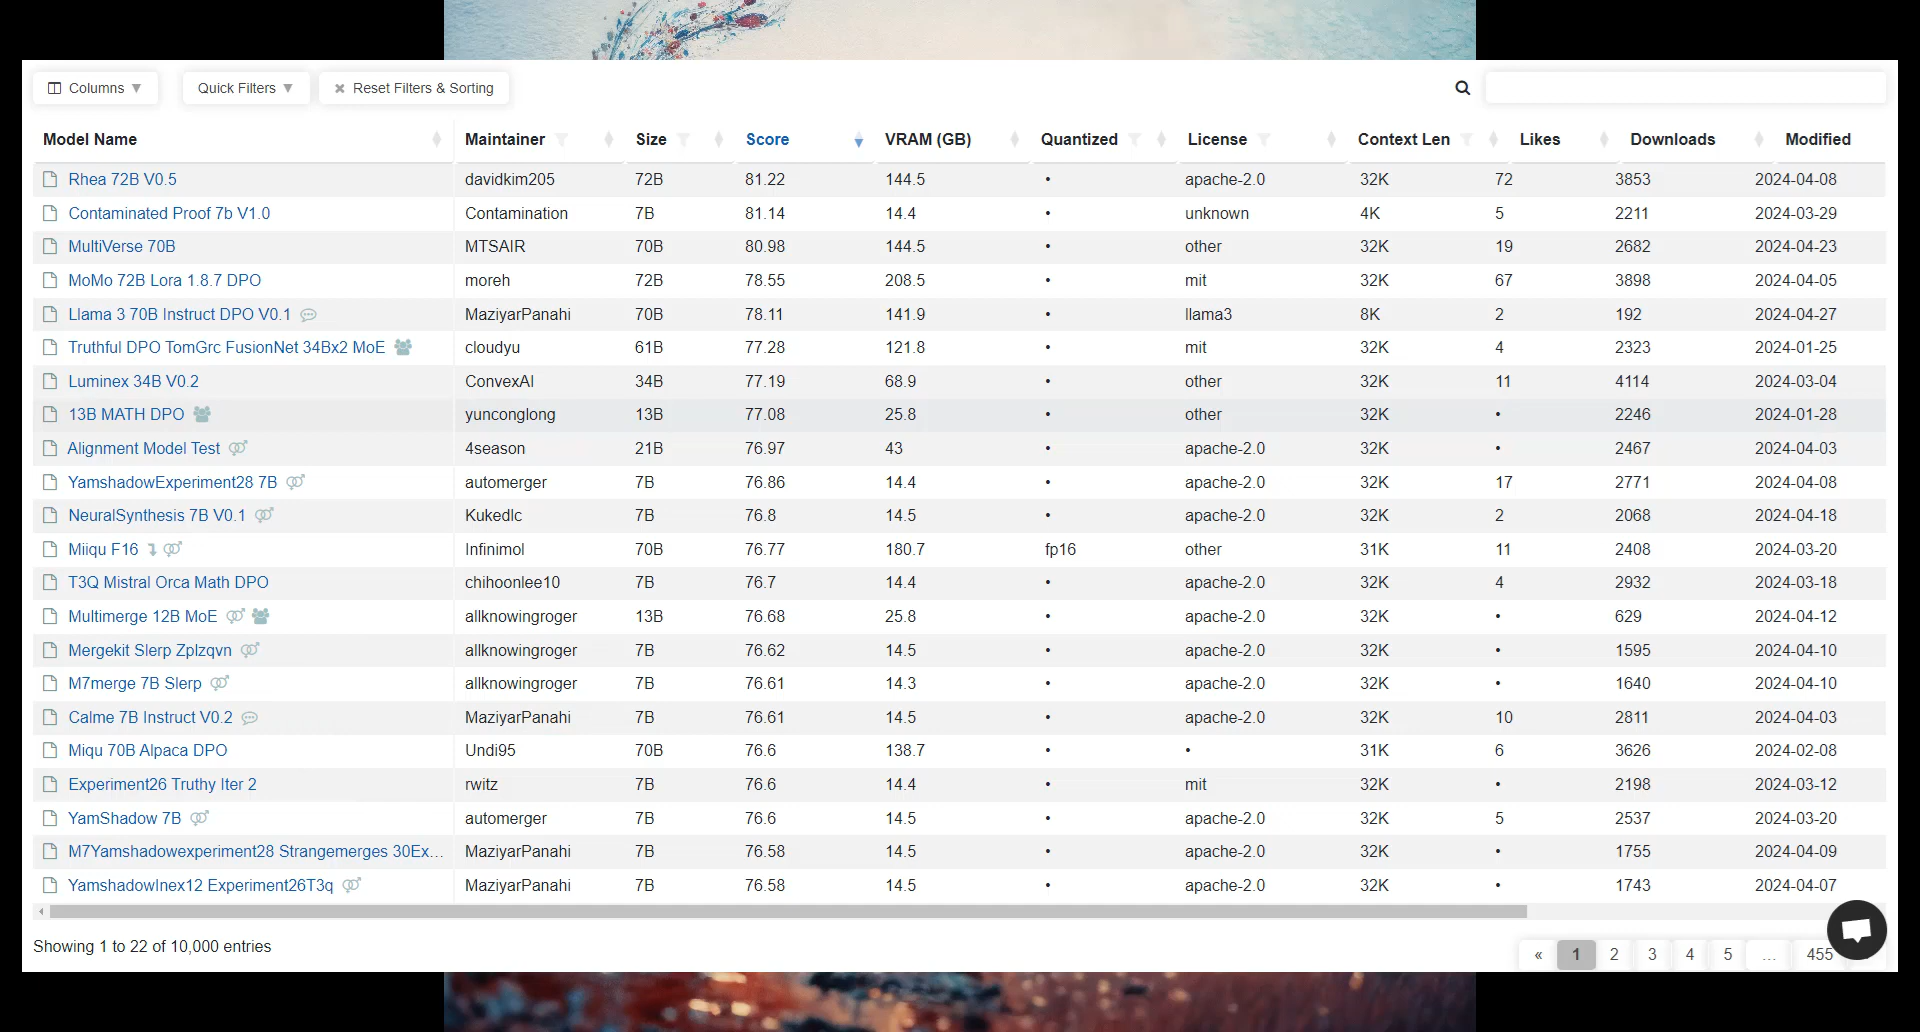 Columns ▼ Quick Filters ▼ × Reset Filters & Sorting
Model Name Maintainer Size Score VRAM (GB) Quantized License Context Len Likes Downloads Modified
Rhea 72B V0.5 davidkim205 72B 81.22 144.5 • apache-2.0 32K 72 3853 2024-04-08
Contaminated Proof 7b V1.0 Contamination 7B 81.14 14.4 • unknown 4K 5 2211 2024-03-29
MultiVerse 70B MTSAIR 70B 80.98 144.5 • other 32K 19 2682 2024-04-23
MoMo 72B Lora 1.8.7 DPO moreh 72B 78.55 208.5 • mit 32K 67 3898 2024-04-05
Llama 3 70B Instruct DPO V0.1 MaziyarPanahi 70B 78.11 141.9 • llama3 8K 2 192 2024-04-27
Truthful DPO TomGrc FusionNet 34Bx2 MoE cloudyu 61B 77.28 121.8 • mit 32K 4 2323 2024-01-25
Luminex 34B V0.2 ConvexAI 34B 77.19 68.9 • other 32K 11 4114 2024-03-04
13B MATH DPO yunconglong 13B 77.08 25.8 • other 32K • 2246 2024-01-28
Alignment Model Test 4season 21B 76.97 43 • apache-2.0 32K • 2467 2024-04-03
YamshadowExperiment28 7B automerger 7B 76.86 14.4 • apache-2.0 32K 17 2771 2024-04-08
NeuralSynthesis 7B V0.1 Kukedlc 7B 76.8 14.5 • apache-2.0 32K 2 2068 2024-04-18
Miiqu F16 Infinimol 70B 76.77 180.7 fp16 other 31K 11 2408 2024-03-20
T3Q Mistral Orca Math DPO chihoonlee10 7B 76.7 14.4 • apache-2.0 32K 4 2932 2024-03-18
Multimerge 12B MoE allknowingroger 13B 76.68 25.8 • apache-2.0 32K • 629 2024-04-12
Mergekit Slerp Zplzqvn allknowingroger 7B 76.62 14.5 • apache-2.0 32K • 1595 2024-04-10
M7merge 7B Slerp allknowingroger 7B 76.61 14.3 • apache-2.0 32K • 1640 2024-04-10
Calme 7B Instruct V0.2 MaziyarPanahi 7B 76.61 14.5 • apache-2.0 32K 10 2811 2024-04-03
Miqu 70B Alpaca DPO Undi95 70B 76.6 138.7 • • 31K 6 3626 2024-02-08
Experiment26 Truthy Iter 2 rwitz 7B 76.6 14.4 • mit 32K • 2198 2024-03-12
YamShadow 7B automerger 7B 76.6 14.5 • apache-2.0 32K 5 2537 2024-03-20
M7Yamshadowexperiment28 Strangemerges 30Ex... MaziyarPanahi 7B 76.58 14.5 • apache-2.0 32K • 1755 2024-04-09
YamshadowInex12 Experiment26T3q MaziyarPanahi 7B 76.58 14.5 • apache-2.0 32K • 1743 2024-04-07
Showing 1 to 22 of 10,000 entries
« 1 2 3 4 5 ... 455